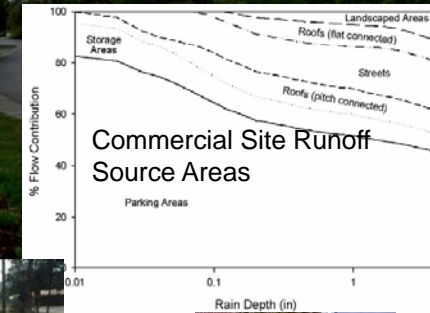 100
Landscaped Areas
Roofs (flat connected)
Storage
Areas
80
Streets
Roofs (pitch connected)
60
% Flow Contribution
Commercial Site Runoff
Source Areas
40
Parking Areas
20
0
0.01
0.1
1
Rain Depth (in)